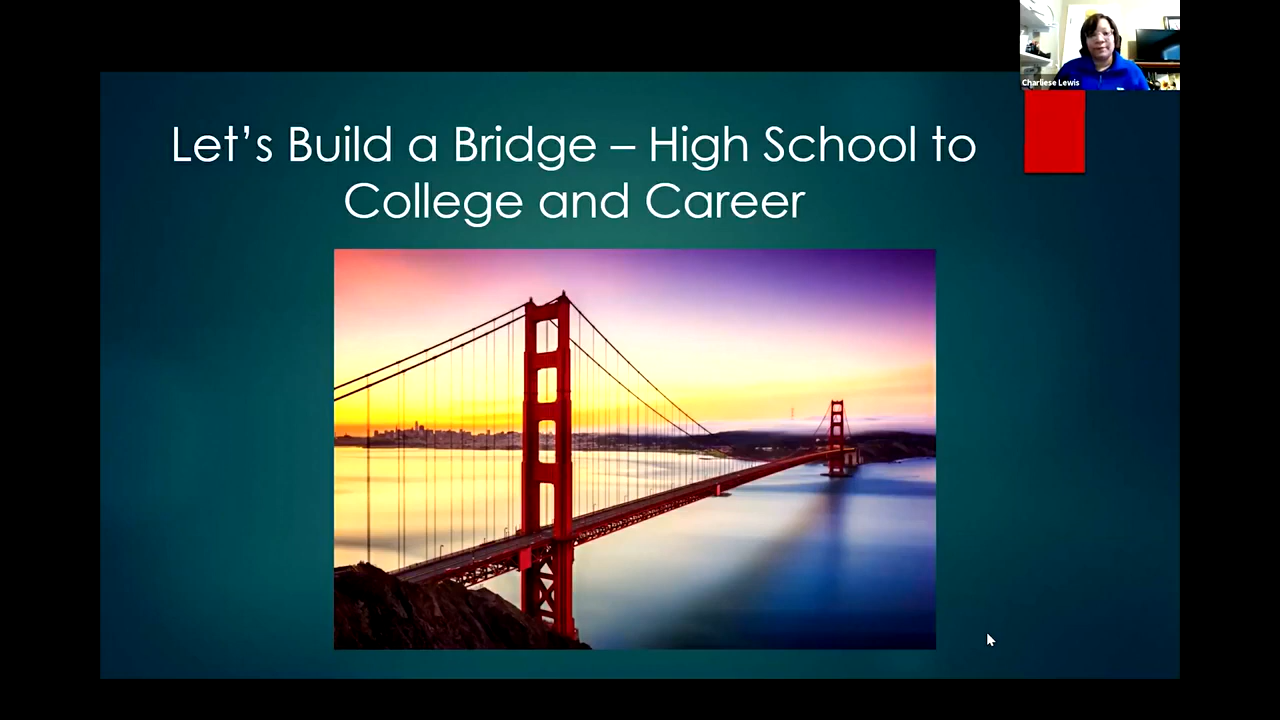 Charliese Lewis
Let’s Build a Bridge – High School to
College and Career